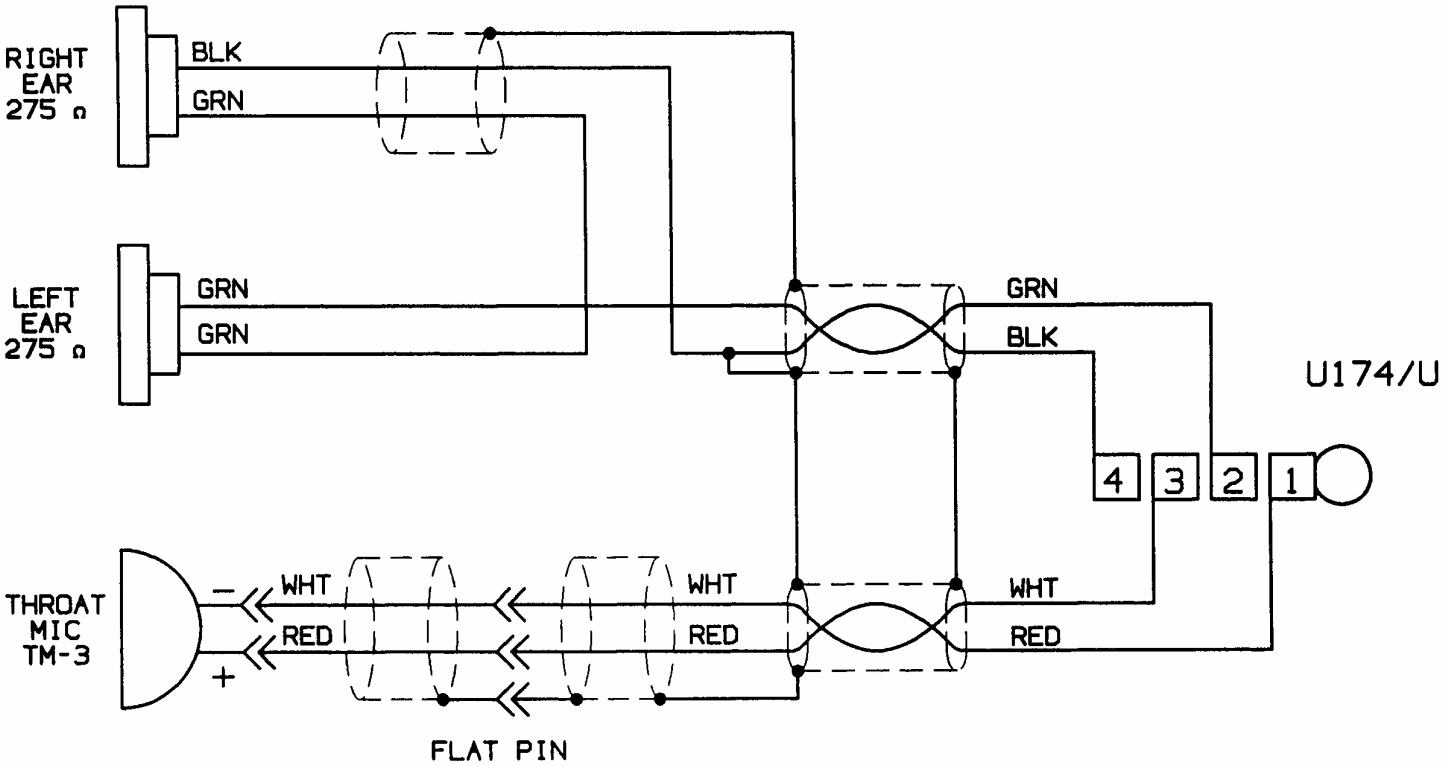 RIGHT
EAR
275 Ω
BLK
GRN
LEFT
EAR
275 Ω
GRN
GRN
GRN
BLK
U174/U
4
3
2
1
THROAT
MIC
TM-3
−
+
WHT
RED
WHT
RED
WHT
RED
FLAT PIN